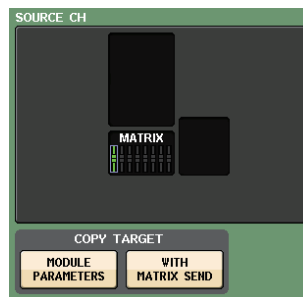 SOURCE CH
MATRIX
COPY TARGET
MODULE
PARAMETERS
WITH
MATRIX SEND